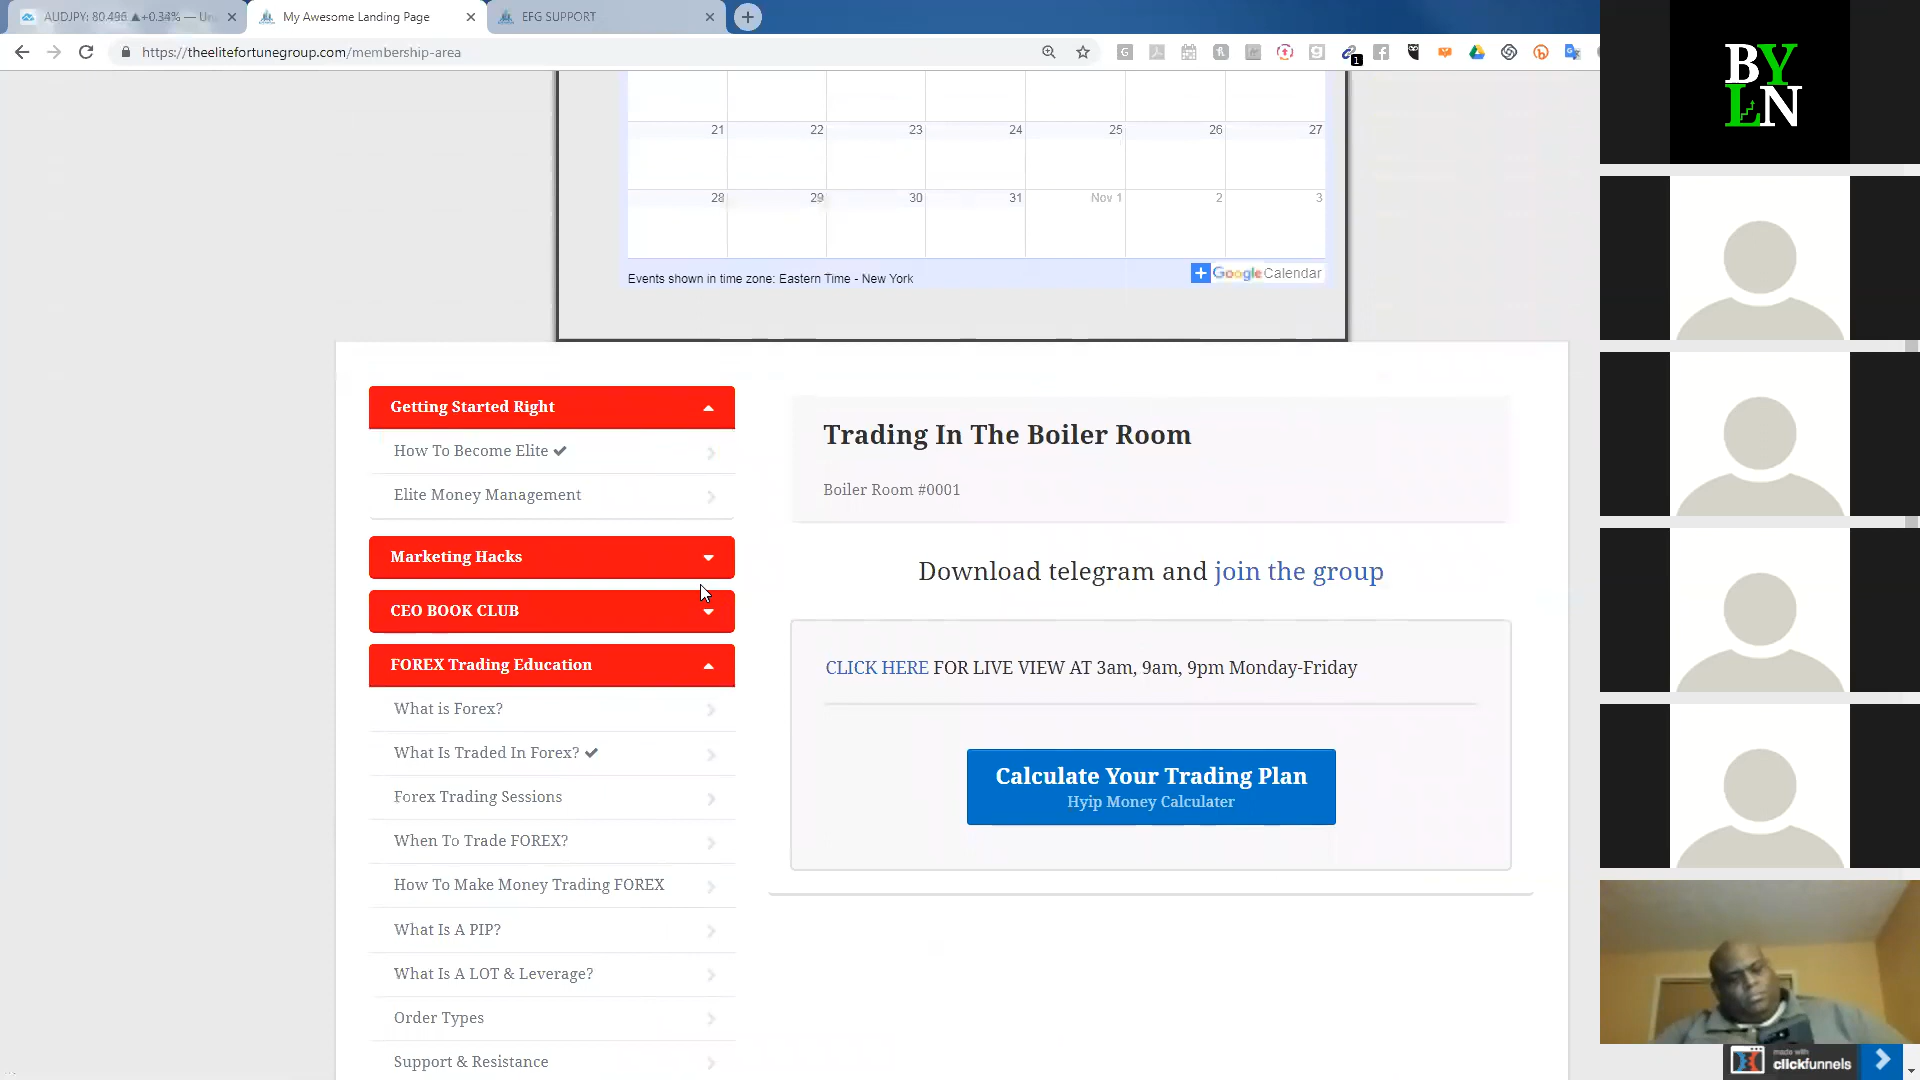 AUDJPY: 80.496 ▲+0.34% — Un
My Awesome Landing Page
EFG SUPPORT
https://theelitefortunegroup.com/membership-area
1
BY
LN
21 22 23 24 25 26 27
28 29 30 31 Nov 1 2 3
Events shown in time zone: Eastern Time - New York
Google Calendar
Getting Started Right
How To Become Elite ✔
Elite Money Management
Marketing Hacks
CEO BOOK CLUB
FOREX Trading Education
What is Forex?
What Is Traded In Forex? ✔
Forex Trading Sessions
When To Trade FOREX?
How To Make Money Trading FOREX
What Is A PIP?
What Is A LOT & Leverage?
Order Types
Support & Resistance
Trading In The Boiler Room
Boiler Room #0001
Download telegram and join the group
CLICK HERE FOR LIVE VIEW AT 3am, 9am, 9pm Monday-Friday
Calculate Your Trading Plan
Hyip Money Calculater
made with
clickfunnels